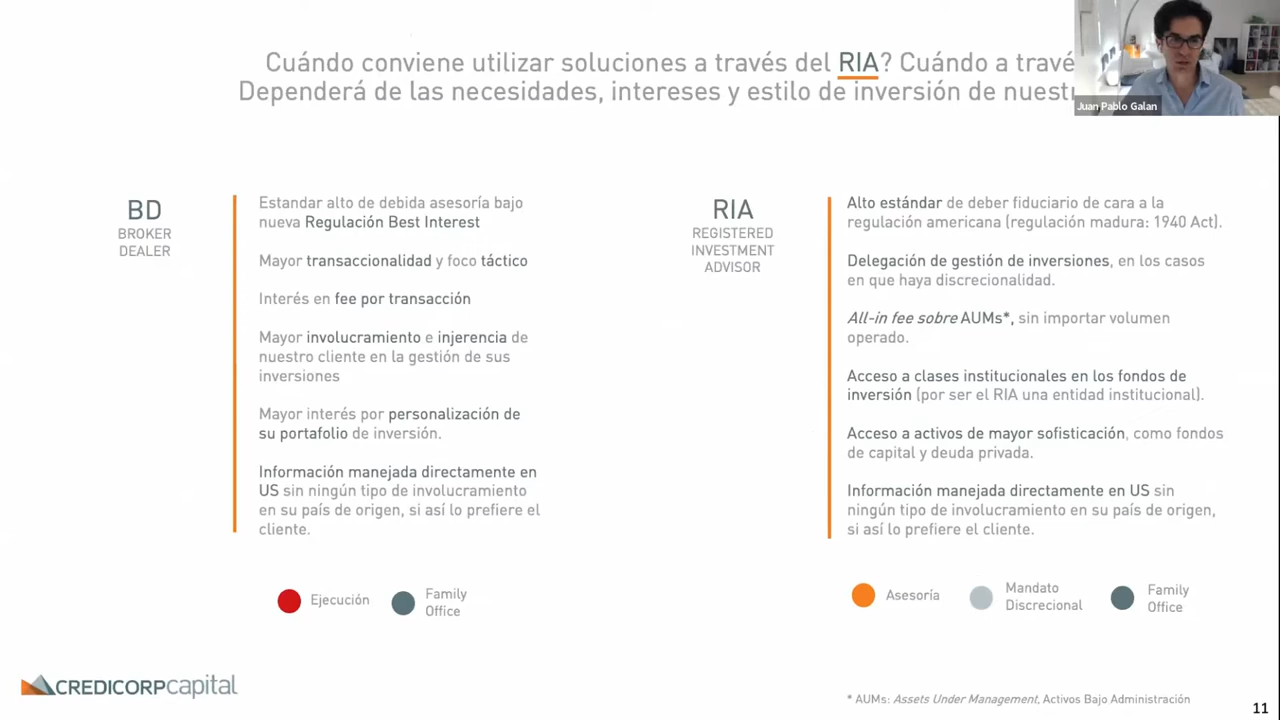 Cuándo conviene utilizar soluciones a través del RIA? Cuándo a travé
Dependerá de las necesidades, intereses y estilo de inversión de nuest
Juan Pablo Galan
BD
BROKER
DEALER
Estandar alto de debida asesoría bajo
nueva Regulación Best Interest
Mayor transaccionalidad y foco táctico
Interés en fee por transacción
Mayor involucramiento e injerencia de
nuestro cliente en la gestión de sus
inversiones
Mayor interés por personalización de
su portafolio de inversión.
Información manejada directamente en
US sin ningún tipo de involucramiento
en su país de origen, si así lo prefiere el
cliente.
Ejecución
Family
Office
RIA
REGISTERED
INVESTMENT
ADVISOR
Alto estándar de deber fiduciario de cara a la
regulación americana (regulación madura: 1940 Act).
Delegación de gestión de inversiones, en los casos
en que haya discrecionalidad.
All-in fee sobre AUMs*, sin importar volumen
operado.
Acceso a clases institucionales en los fondos de
inversión (por ser el RIA una entidad institucional).
Acceso a activos de mayor sofisticación, como fondos
de capital y deuda privada.
Información manejada directamente en US sin
ningún tipo de involucramiento en su país de origen,
si así lo prefiere el cliente.
Asesoría
Mandato
Discrecional
Family
Office
CREDICORPcapital
* AUMs: Assets Under Management, Activos Bajo Administración
11